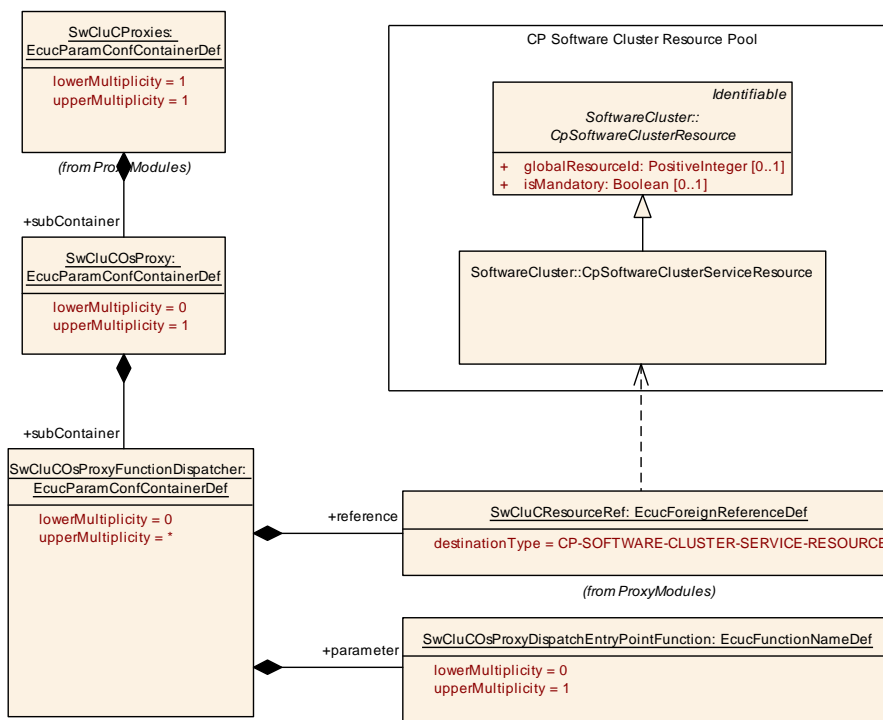 SwCluCProxies:
EcucParamConfContainerDef
lowerMultiplicity = 1
upperMultiplicity = 1
(from ProxyModules)
+subContainer
SwCluCOsProxy:
EcucParamConfContainerDef
lowerMultiplicity = 0
upperMultiplicity = 1
+subContainer
SwCluCOsProxyFunctionDispatcher:
EcucParamConfContainerDef
lowerMultiplicity = 0
upperMultiplicity = *
CP Software Cluster Resource Pool
Identifiable
SoftwareCluster::
CpSoftwareClusterResource
+ globalResourceId: PositiveInteger [0..1]
+ isMandatory: Boolean [0..1]
SoftwareCluster::CpSoftwareClusterServiceResource
+reference
SwCluCResourceRef: EcucForeignReferenceDef
destinationType = CP-SOFTWARE-CLUSTER-SERVICE-RESOURCE
(from ProxyModules)
+parameter
SwCluCOsProxyDispatchEntryPointFunction: EcucFunctionNameDef
lowerMultiplicity = 0
upperMultiplicity = 1